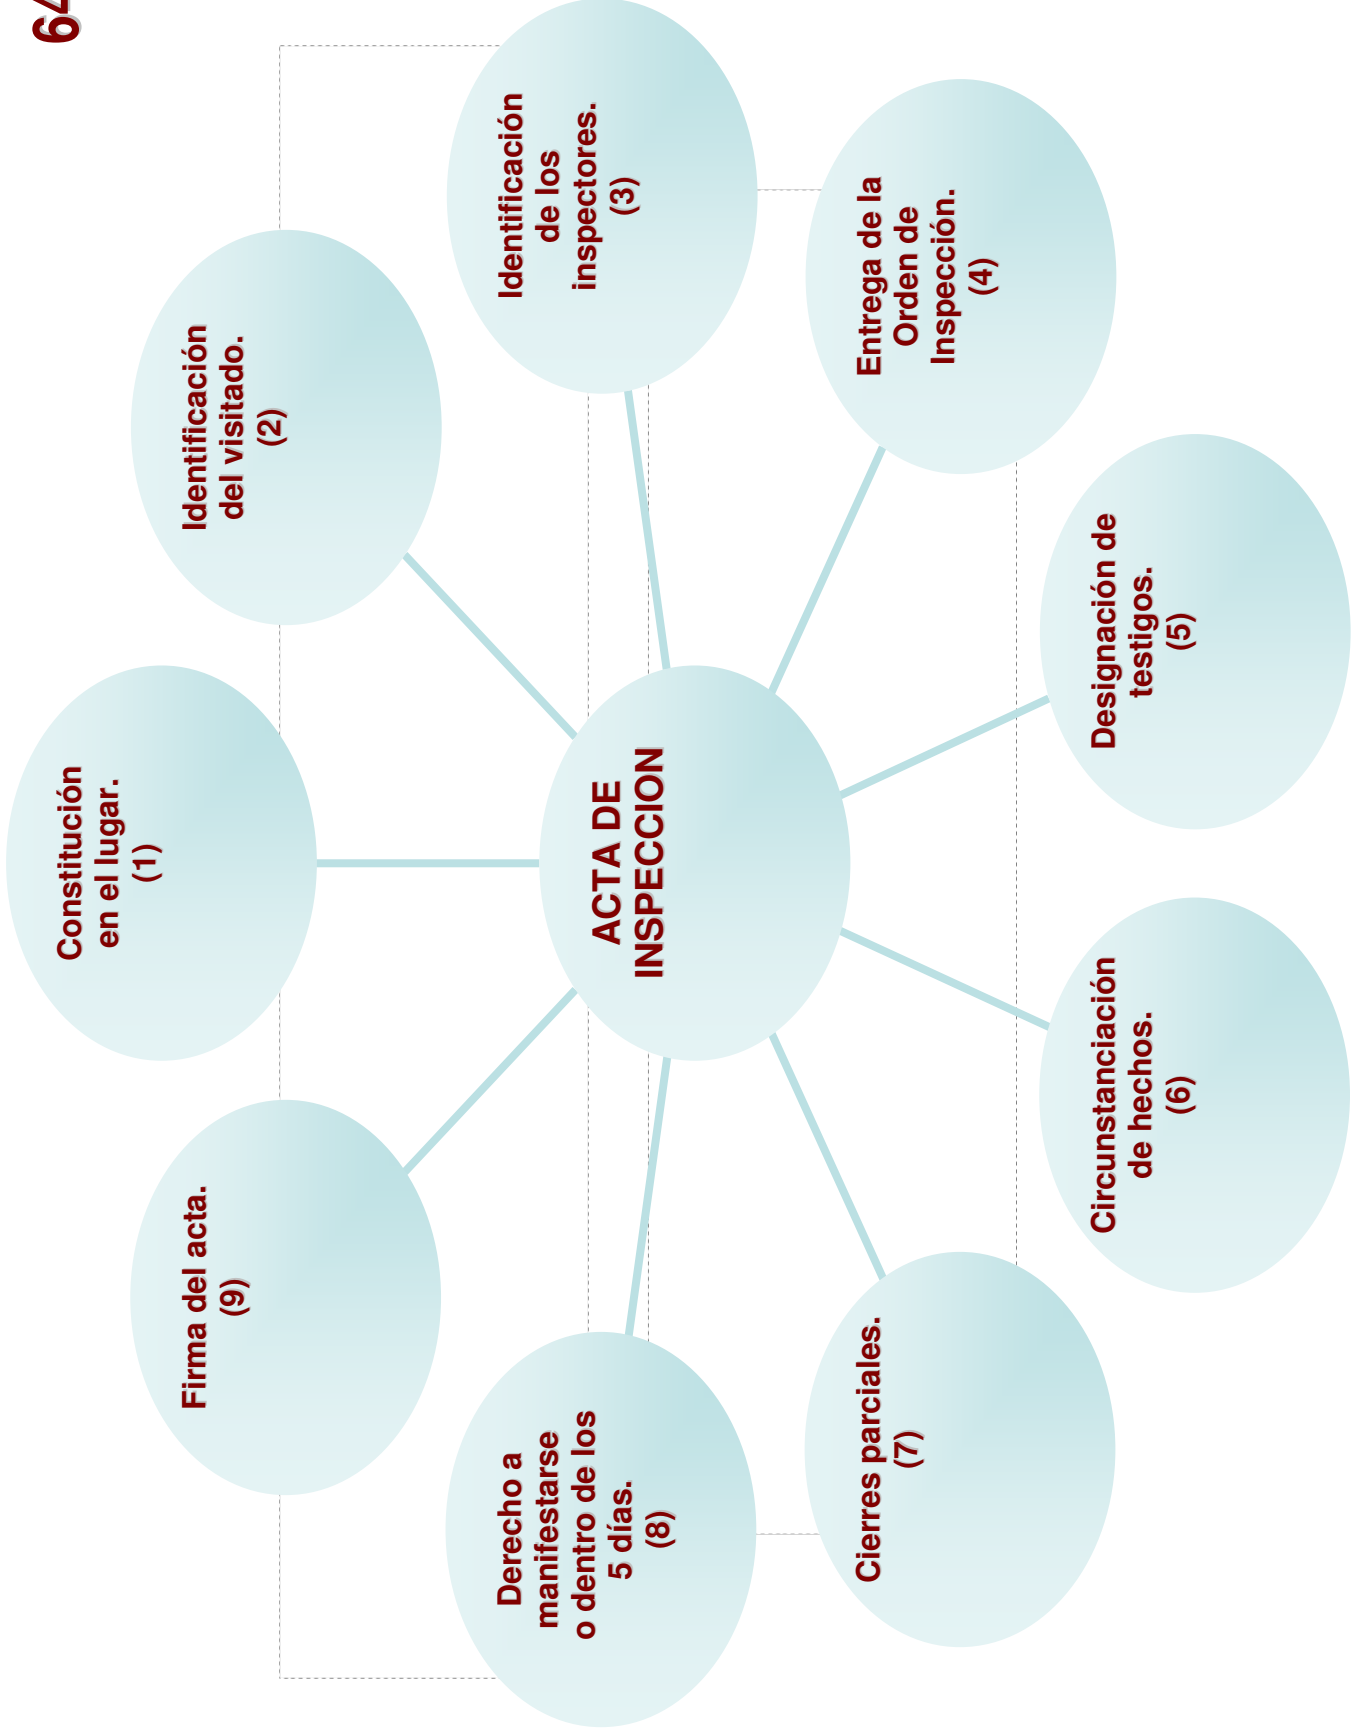 64
Constitución
en el lugar.
(1)
Identificación
del visitado.
(2)
Identificación
de los
inspectores.
(3)
Entrega de la
Orden de
Inspección.
(4)
Designación de
testigos.
(5)
Circunstanciación
de hechos.
(6)
Cierres parciales.
(7)
Derecho a
manifestarse
o dentro de los
5 días.
(8)
Firma del acta.
(9)
ACTA DE
INSPECCION